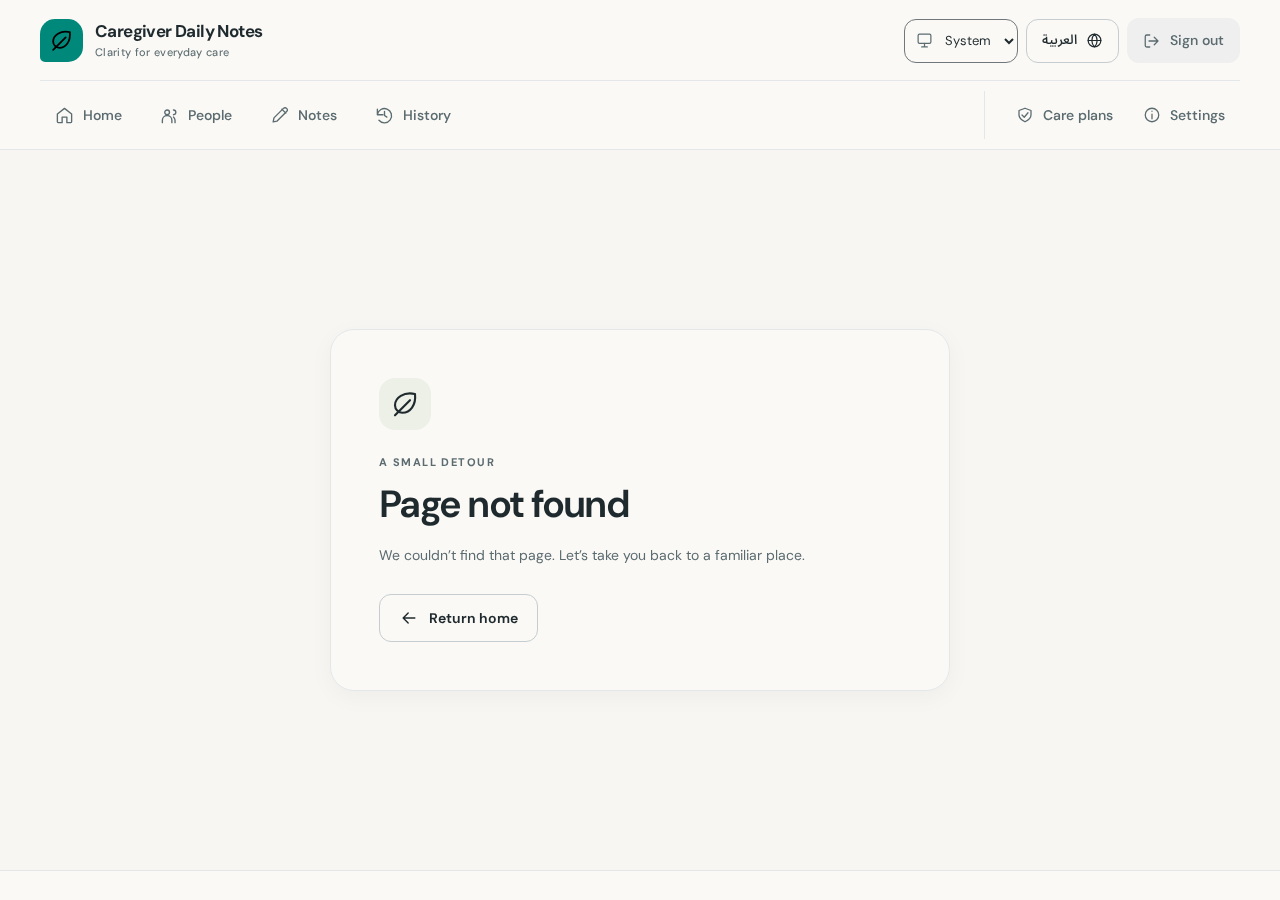 Caregiver Daily Notes
Clarity for everyday care
System
العربية
Sign out
Home
People
Notes
History
Care plans
Settings
A SMALL DETOUR
Page not found
We couldn’t find that page. Let’s take you back to a familiar place.
Return home